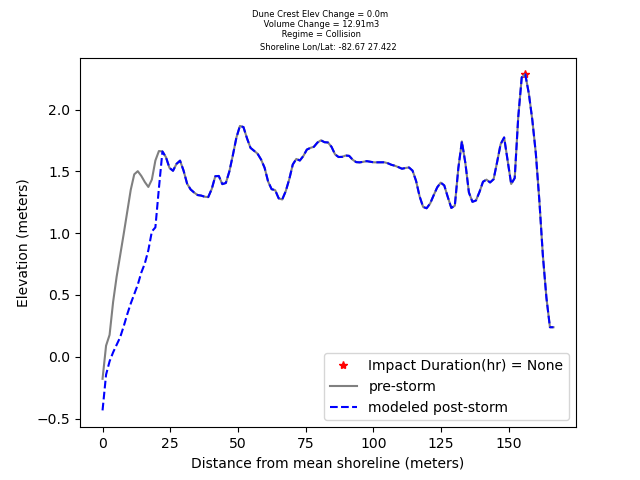 Dune Crest Elev Change = 0.0m
Volume Change = 12.91m3
Regime = Collision
Shoreline Lon/Lat: -82.67 27.422
Elevation (meters)
2.0
1.5
1.0
0.5
0.0
−0.5
Impact Duration(hr) = None
pre-storm
modeled post-storm
0 25 50 75 100 125 150
Distance from mean shoreline (meters)